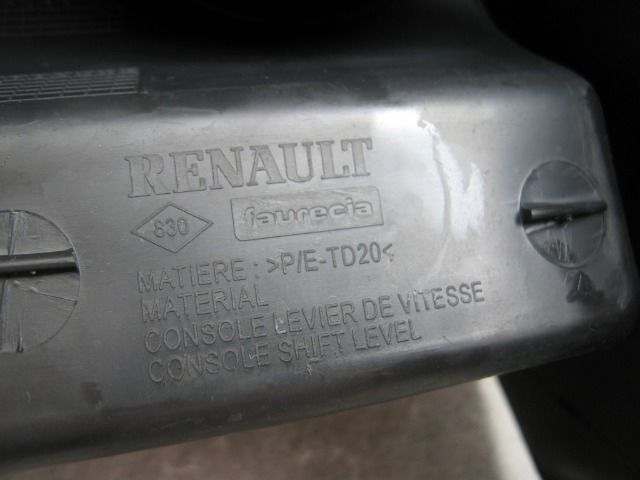 RENAULT
830 faurecia
MATIERE : >P/E-TD20<
MATERIAL
CONSOLE LEVIER DE VITESSE
CONSOLE SHIFT LEVEL